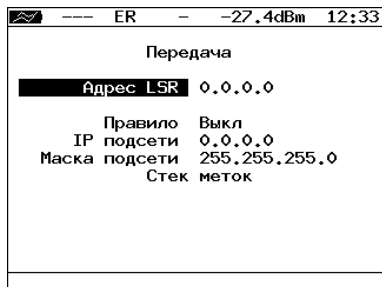 --- ER - -27.4dBm 12:33
Передача
Адрес LSR 0.0.0.0
Правило Выкл
IP подсети 0.0.0.0
Маска подсети 255.255.255.0
Стек меток